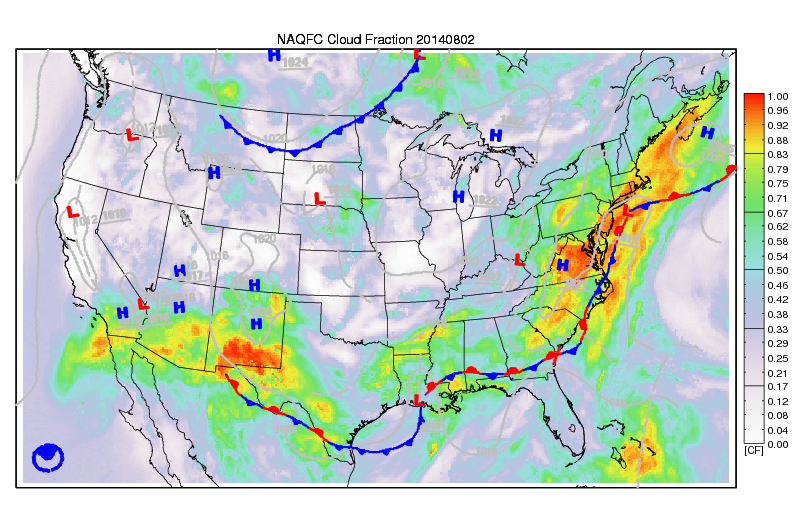 NAQFC Cloud Fraction 20140802
H
L
1024
1016
L
1012
1020
H
1022
H
1018
H
L
H
L
1012 1016
1020
L
H
H
H
H
L
H
H
L
1.00
0.96
0.92
0.88
0.83
0.79
0.75
0.71
0.67
0.62
0.58
0.54
0.50
0.46
0.42
0.38
0.33
0.29
0.25
0.21
0.17
0.12
0.08
0.04
0.00
[CF]